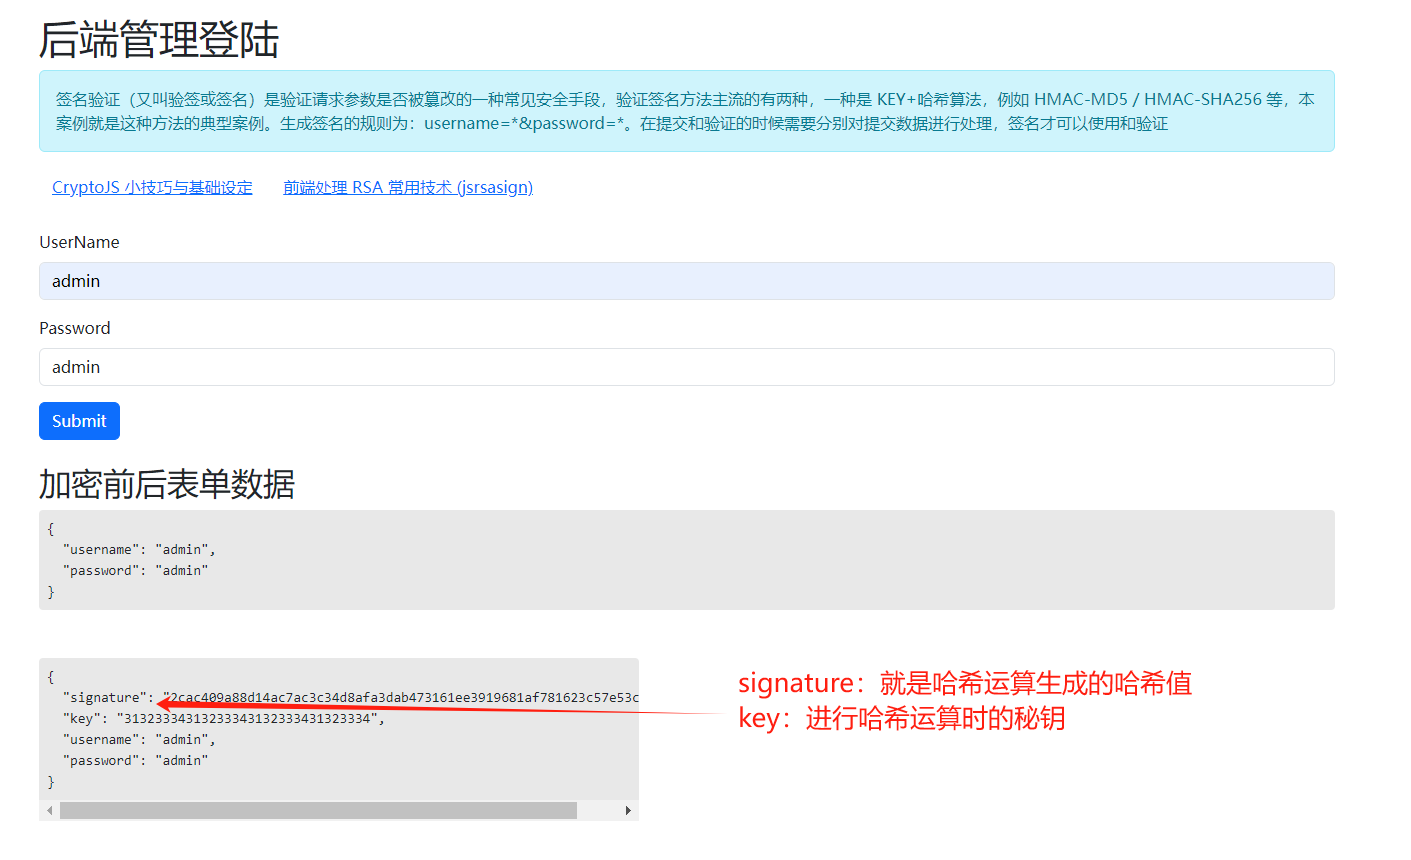 后端管理登陆
签名验证（又叫验签或签名）是验证请求参数是否被篡改的一种常见安全手段，验证签名方法主流的有两种，一种是 KEY+哈希算法，例如 HMAC-MD5 / HMAC-SHA256 等，本
案例就是这种方法的典型案例。生成签名的规则为：username=*&password=*。在提交和验证的时候需要分别对提交数据进行处理，签名才可以使用和验证
CryptoJS 小技巧与基础设定 前端处理 RSA 常用技术 (jsrsasign)
UserName
admin
Password
admin
Submit
加密前后表单数据
{
"username": "admin",
"password": "admin"
}
{
"signature": "2cac409a88d14ac7ac3c34d8afa3dab473161ee3919681af781623c57e53c
"key": "31323334313233343132333431323334",
"username": "admin",
"password": "admin"
}
signature：就是哈希运算生成的哈希值
key：进行哈希运算时的秘钥